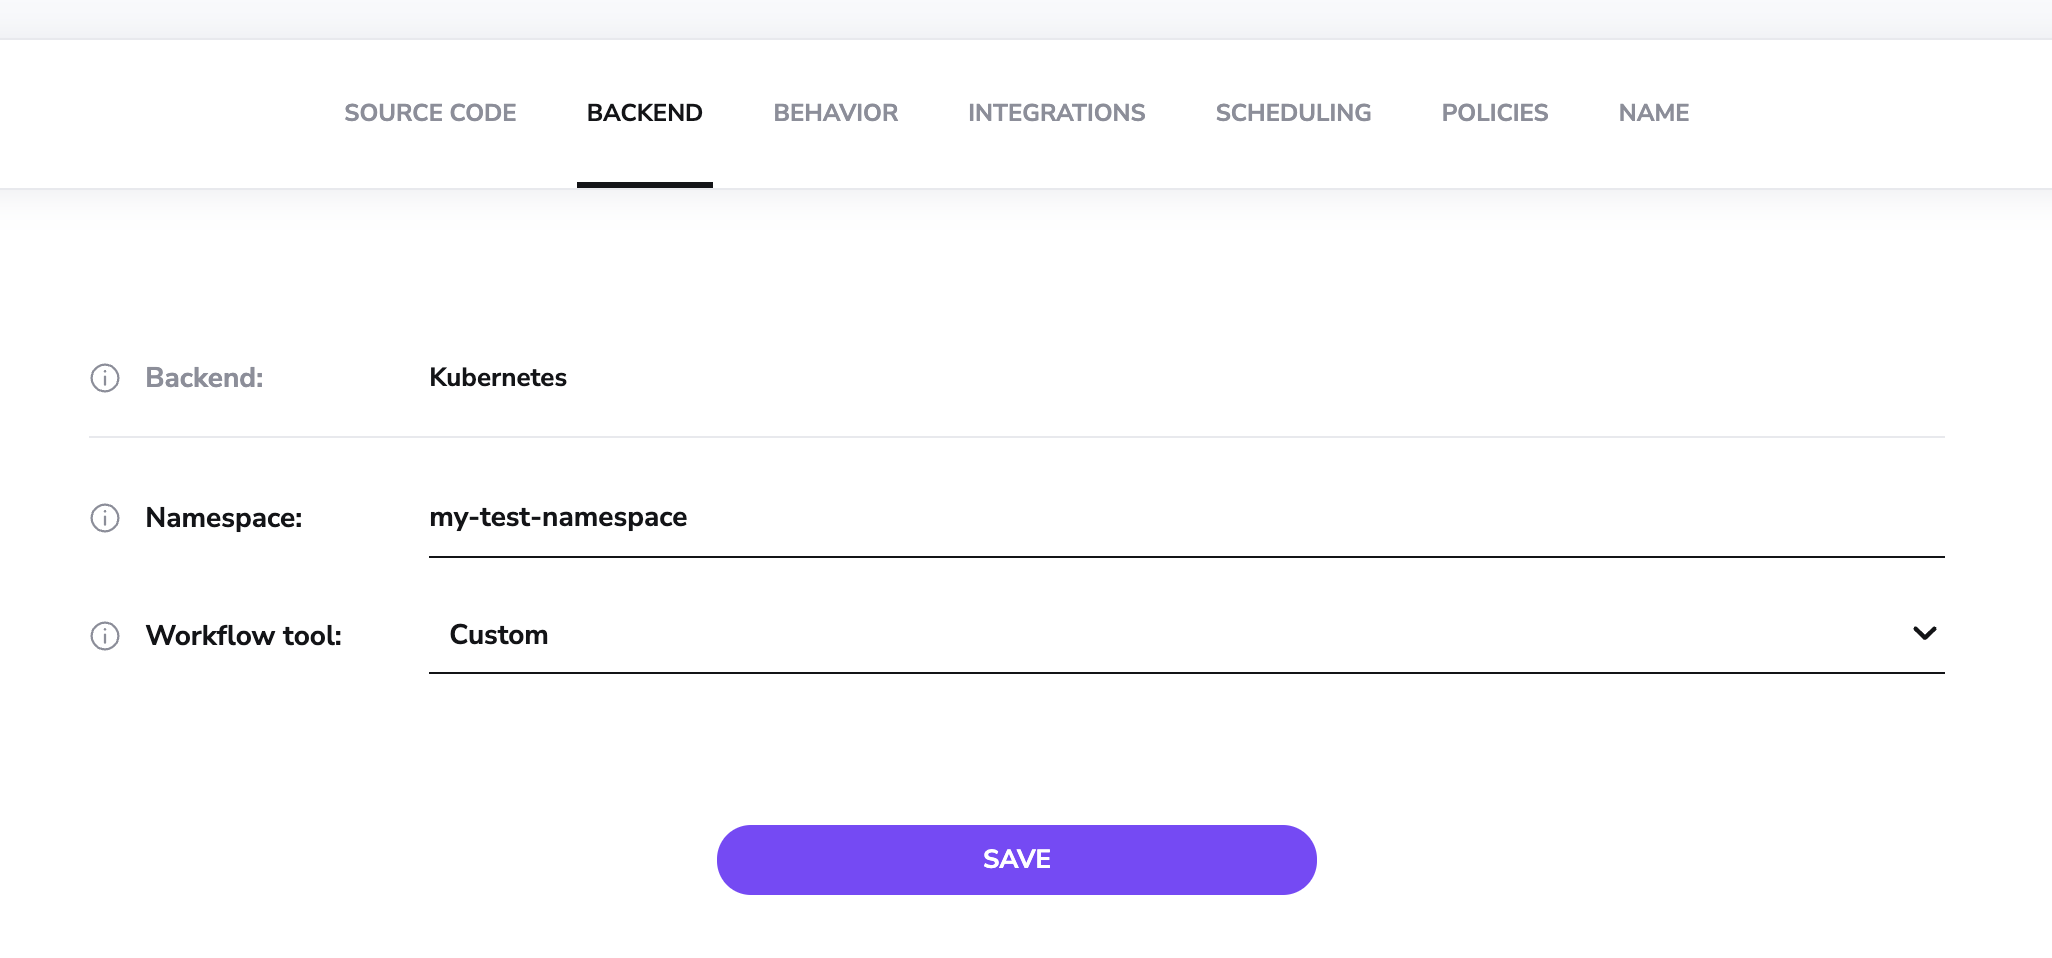 SOURCE CODE BACKEND BEHAVIOR INTEGRATIONS SCHEDULING POLICIES NAME
Backend: Kubernetes
Namespace: my-test-namespace
Workflow tool: Custom
SAVE